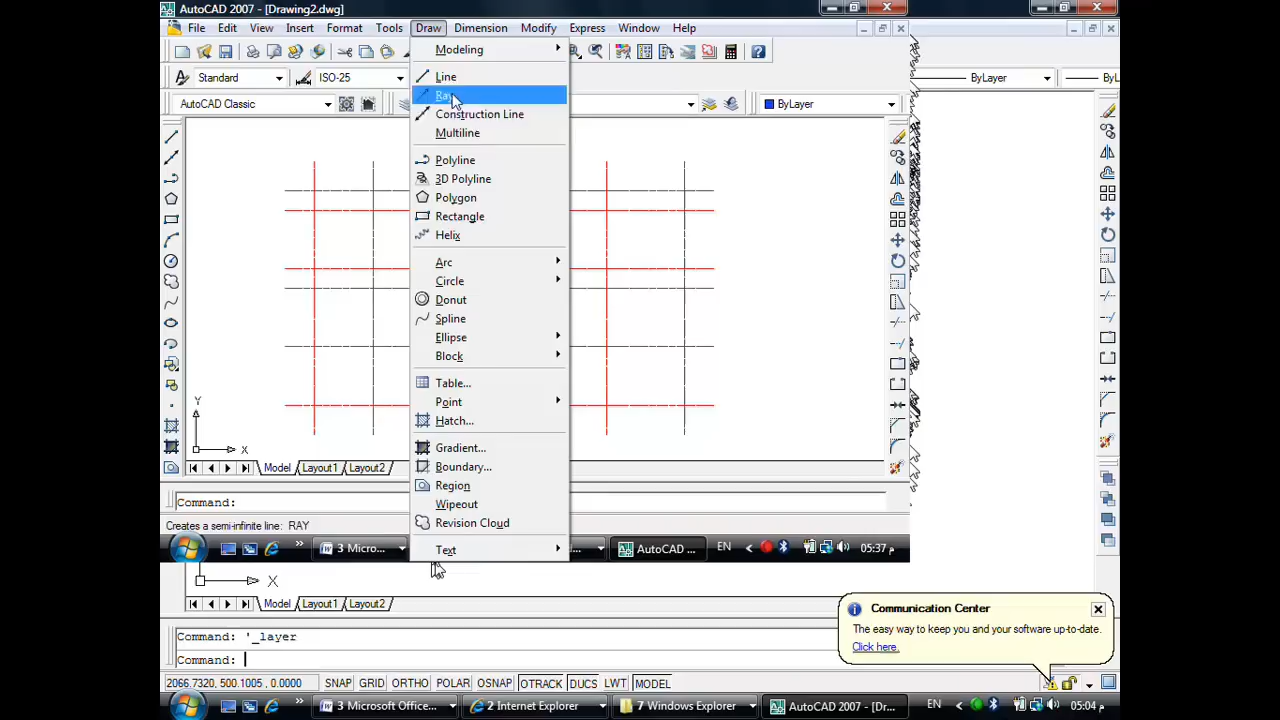 AutoCAD 2007 - [Drawing2.dwg]
File Edit View Insert Format Tools Draw Dimension Modify Express Window Help
Standard ISO-25 ByLayer
AutoCAD Classic ByLayer
Modeling
Line
Ray
Construction Line
Multiline
Polyline
3D Polyline
Polygon
Rectangle
Helix
Arc
Circle
Donut
Spline
Ellipse
Block
Table...
Point
Hatch...
Gradient...
Boundary...
Region
Wipeout
Revision Cloud
Text
Y
X
Model Layout1 Layout2
Command:
Creates a semi-infinite line: RAY
3 Micro... AutoCAD ... EN 05:37 م
X
Model Layout1 Layout2
Communication Center
The easy way to keep you and your software up-to-date.
Click here.
Command: '_layer
Command:
2066.7320, 500.1005 , 0.0000 SNAP GRID ORTHO POLAR OSNAP OTRACK DUCS LWT MODEL
3 Microsoft Office... 2 Internet Explorer 7 Windows Explorer AutoCAD 2007 - [Dr... EN 05:04 م